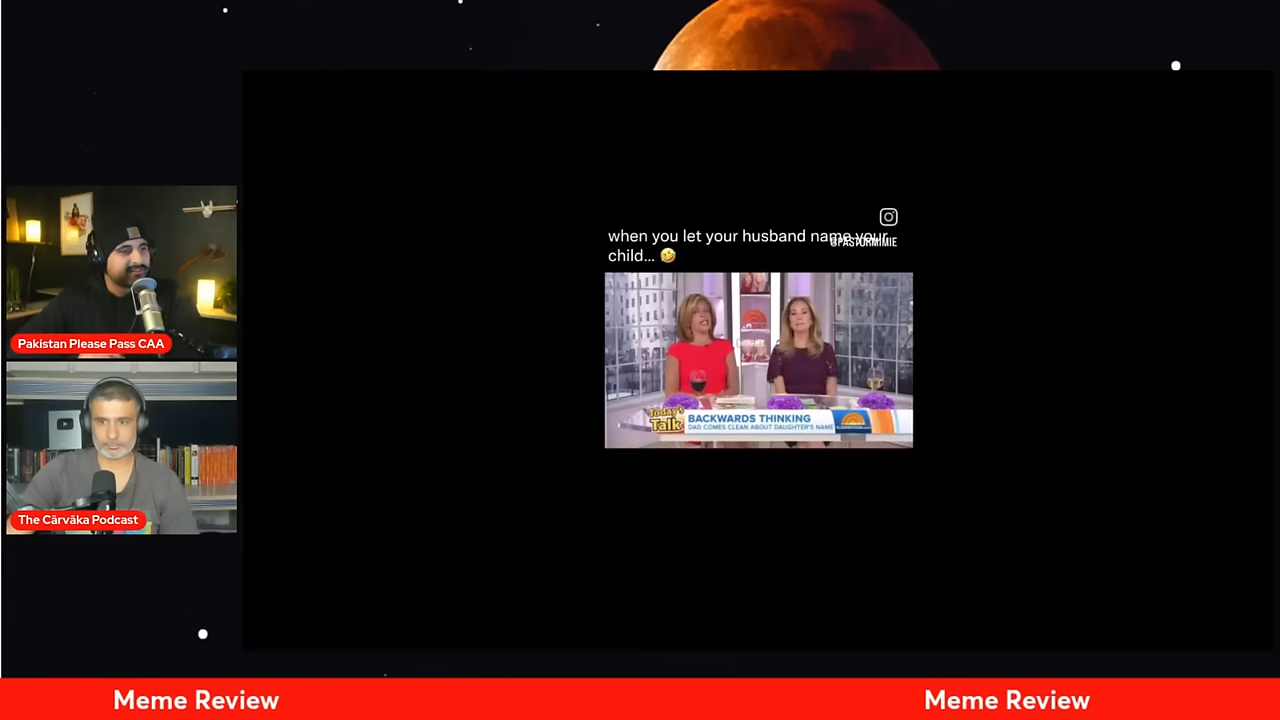 when you let your husband name your
child... 🤣
@PASTORMIMIE
Pakistan Please Pass CAA
Today's
Talk
BACKWARDS THINKING
DAD COMES CLEAN ABOUT DAUGHTER'S NAME
The Cārvāka Podcast
Meme Review
Meme Review